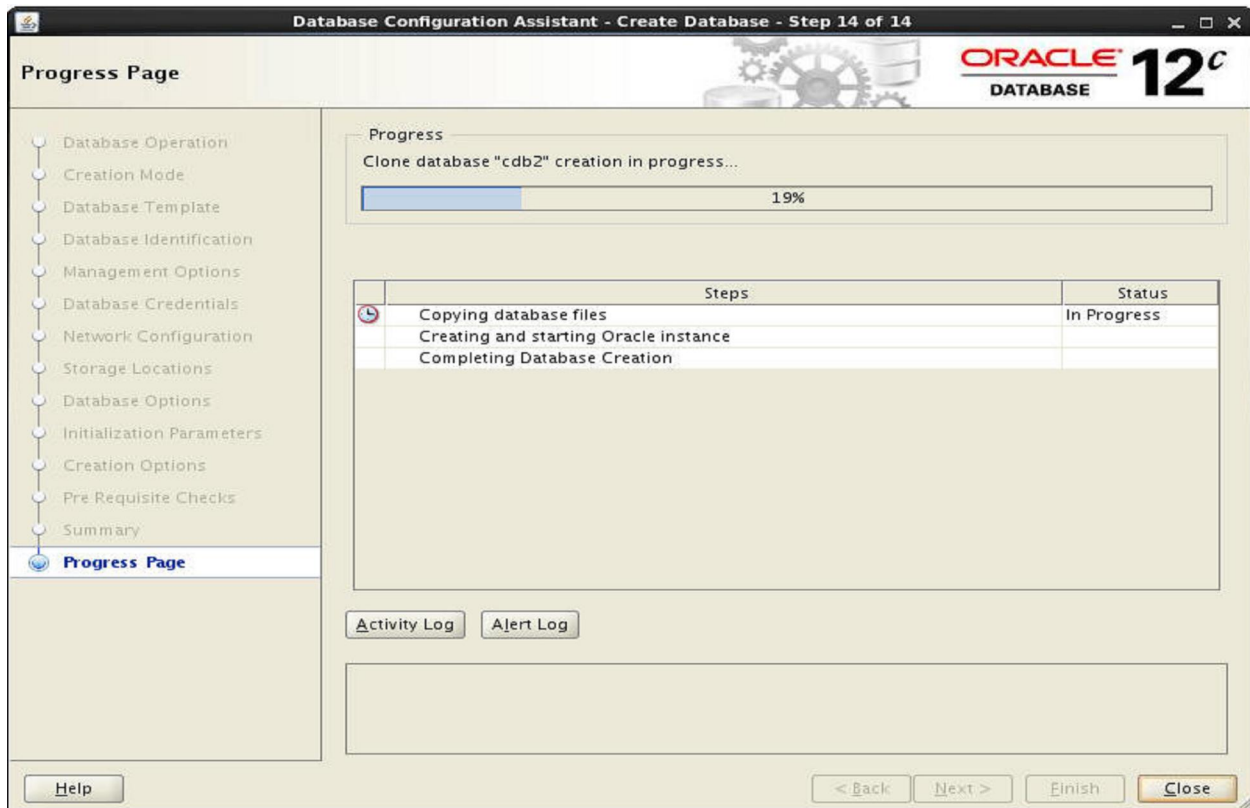 Database Configuration Assistant - Create Database - Step 14 of 14
Progress Page
ORACLE
DATABASE
12c
Database Operation
Creation Mode
Database Template
Database Identification
Management Options
Database Credentials
Network Configuration
Storage Locations
Database Options
Initialization Parameters
Creation Options
Pre Requisite Checks
Summary
Progress Page
Progress
Clone database "cdb2" creation in progress...
19%
Steps Status
Copying database files In Progress
Creating and starting Oracle instance
Completing Database Creation
Activity Log Alert Log
Help < Back Next > Finish Close